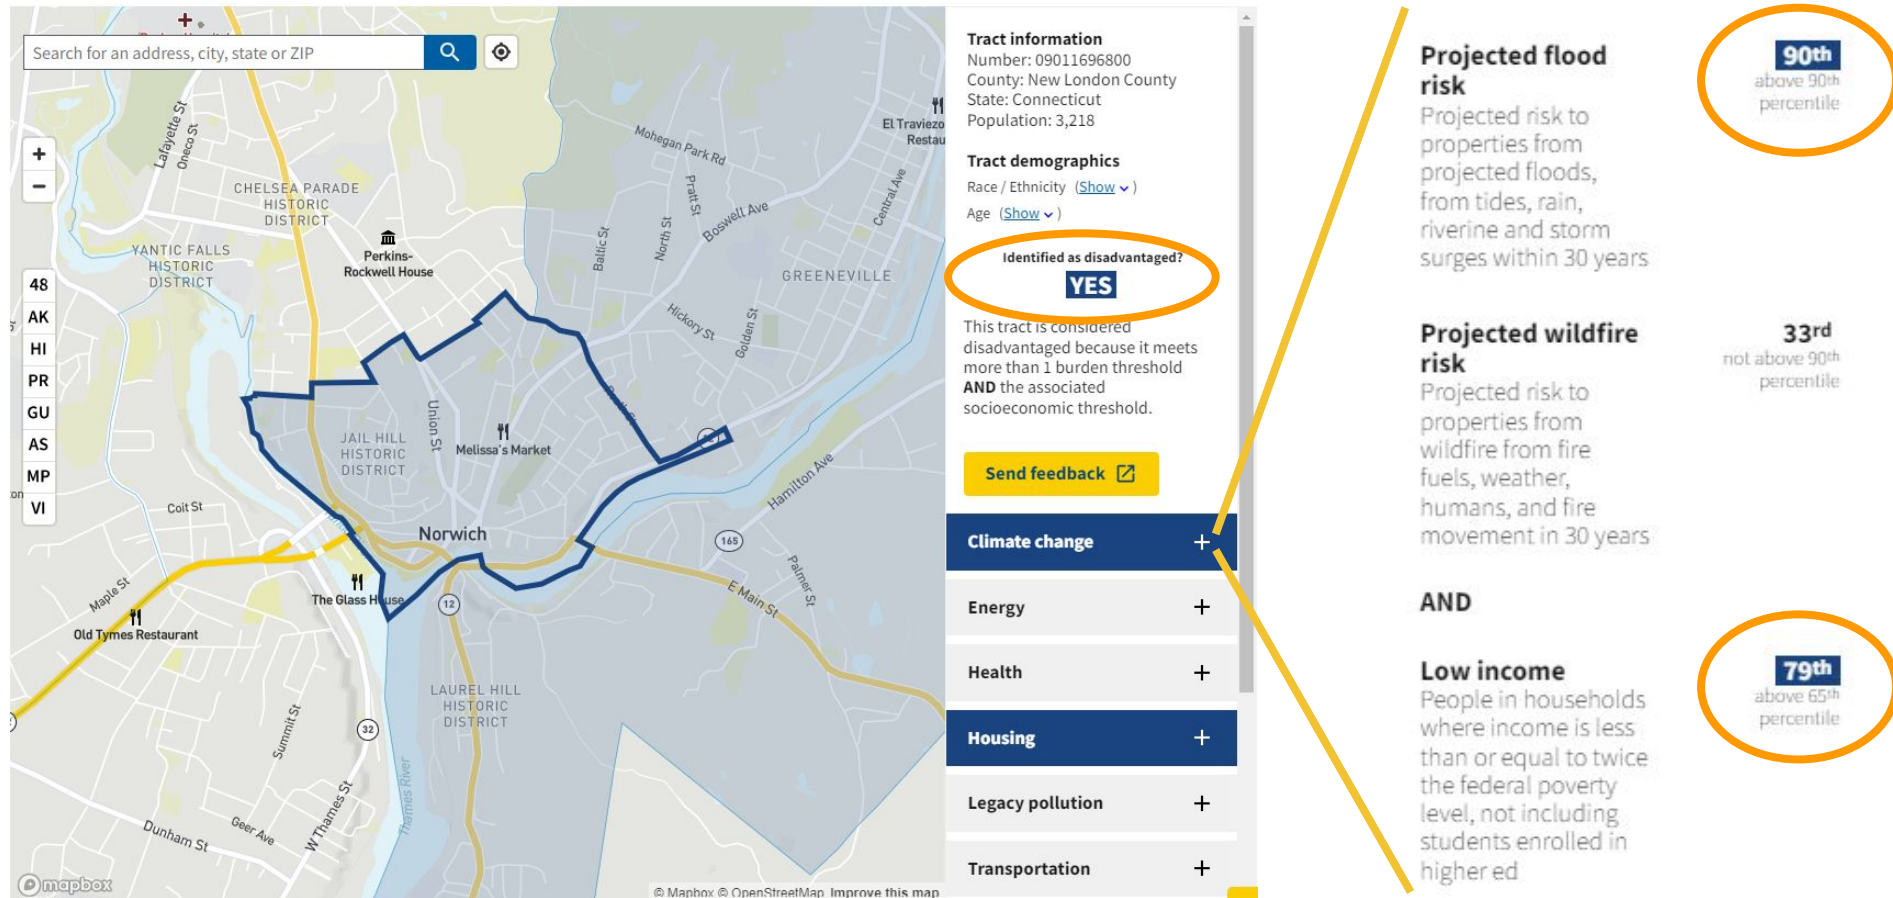 Search for an address, city, state or ZIP
+
−
48
AK
HI
PR
GU
AS
MP
VI
Lafayette St
Oneco St
CHELSEA PARADE
HISTORIC
DISTRICT
YANTIC FALLS
HISTORIC
DISTRICT
Perkins-
Rockwell House
Mohegan Park Rd
Pratt St
Boswell Ave
Central Ave
North St
Baltic St
El Traviezo
Restau
GREENEVILLE
Hickory St
Golden St
Union St
JAIL HILL
HISTORIC
DISTRICT
Melissa's Market
Hamilton Ave
Coit St
Norwich
165
Palmer St
E Main St
Maple St
The Glass House
12
Old Tymes Restaurant
LAUREL HILL
HISTORIC
DISTRICT
Summit St
32
Thames River
W Thames St
Geer Ave
Dunham St
mapbox
© Mapbox © OpenStreetMap Improve this map
Tract information
Number: 09011696800
County: New London County
State: Connecticut
Population: 3,218
Tract demographics
Race / Ethnicity (Show)
Age (Show)
Identified as disadvantaged?
YES
This tract is considered
disadvantaged because it meets
more than 1 burden threshold
AND the associated
socioeconomic threshold.
Send feedback
Climate change +
Energy +
Health +
Housing +
Legacy pollution +
Transportation +
Projected flood
risk
Projected risk to
properties from
projected floods,
from tides, rain,
riverine and storm
surges within 30 years
90th
above 90th
percentile
Projected wildfire
risk
Projected risk to
properties from
wildfire from fire
fuels, weather,
humans, and fire
movement in 30 years
33rd
not above 90th
percentile
AND
Low income
People in households
where income is less
than or equal to twice
the federal poverty
level, not including
students enrolled in
higher ed
79th
above 65th
percentile